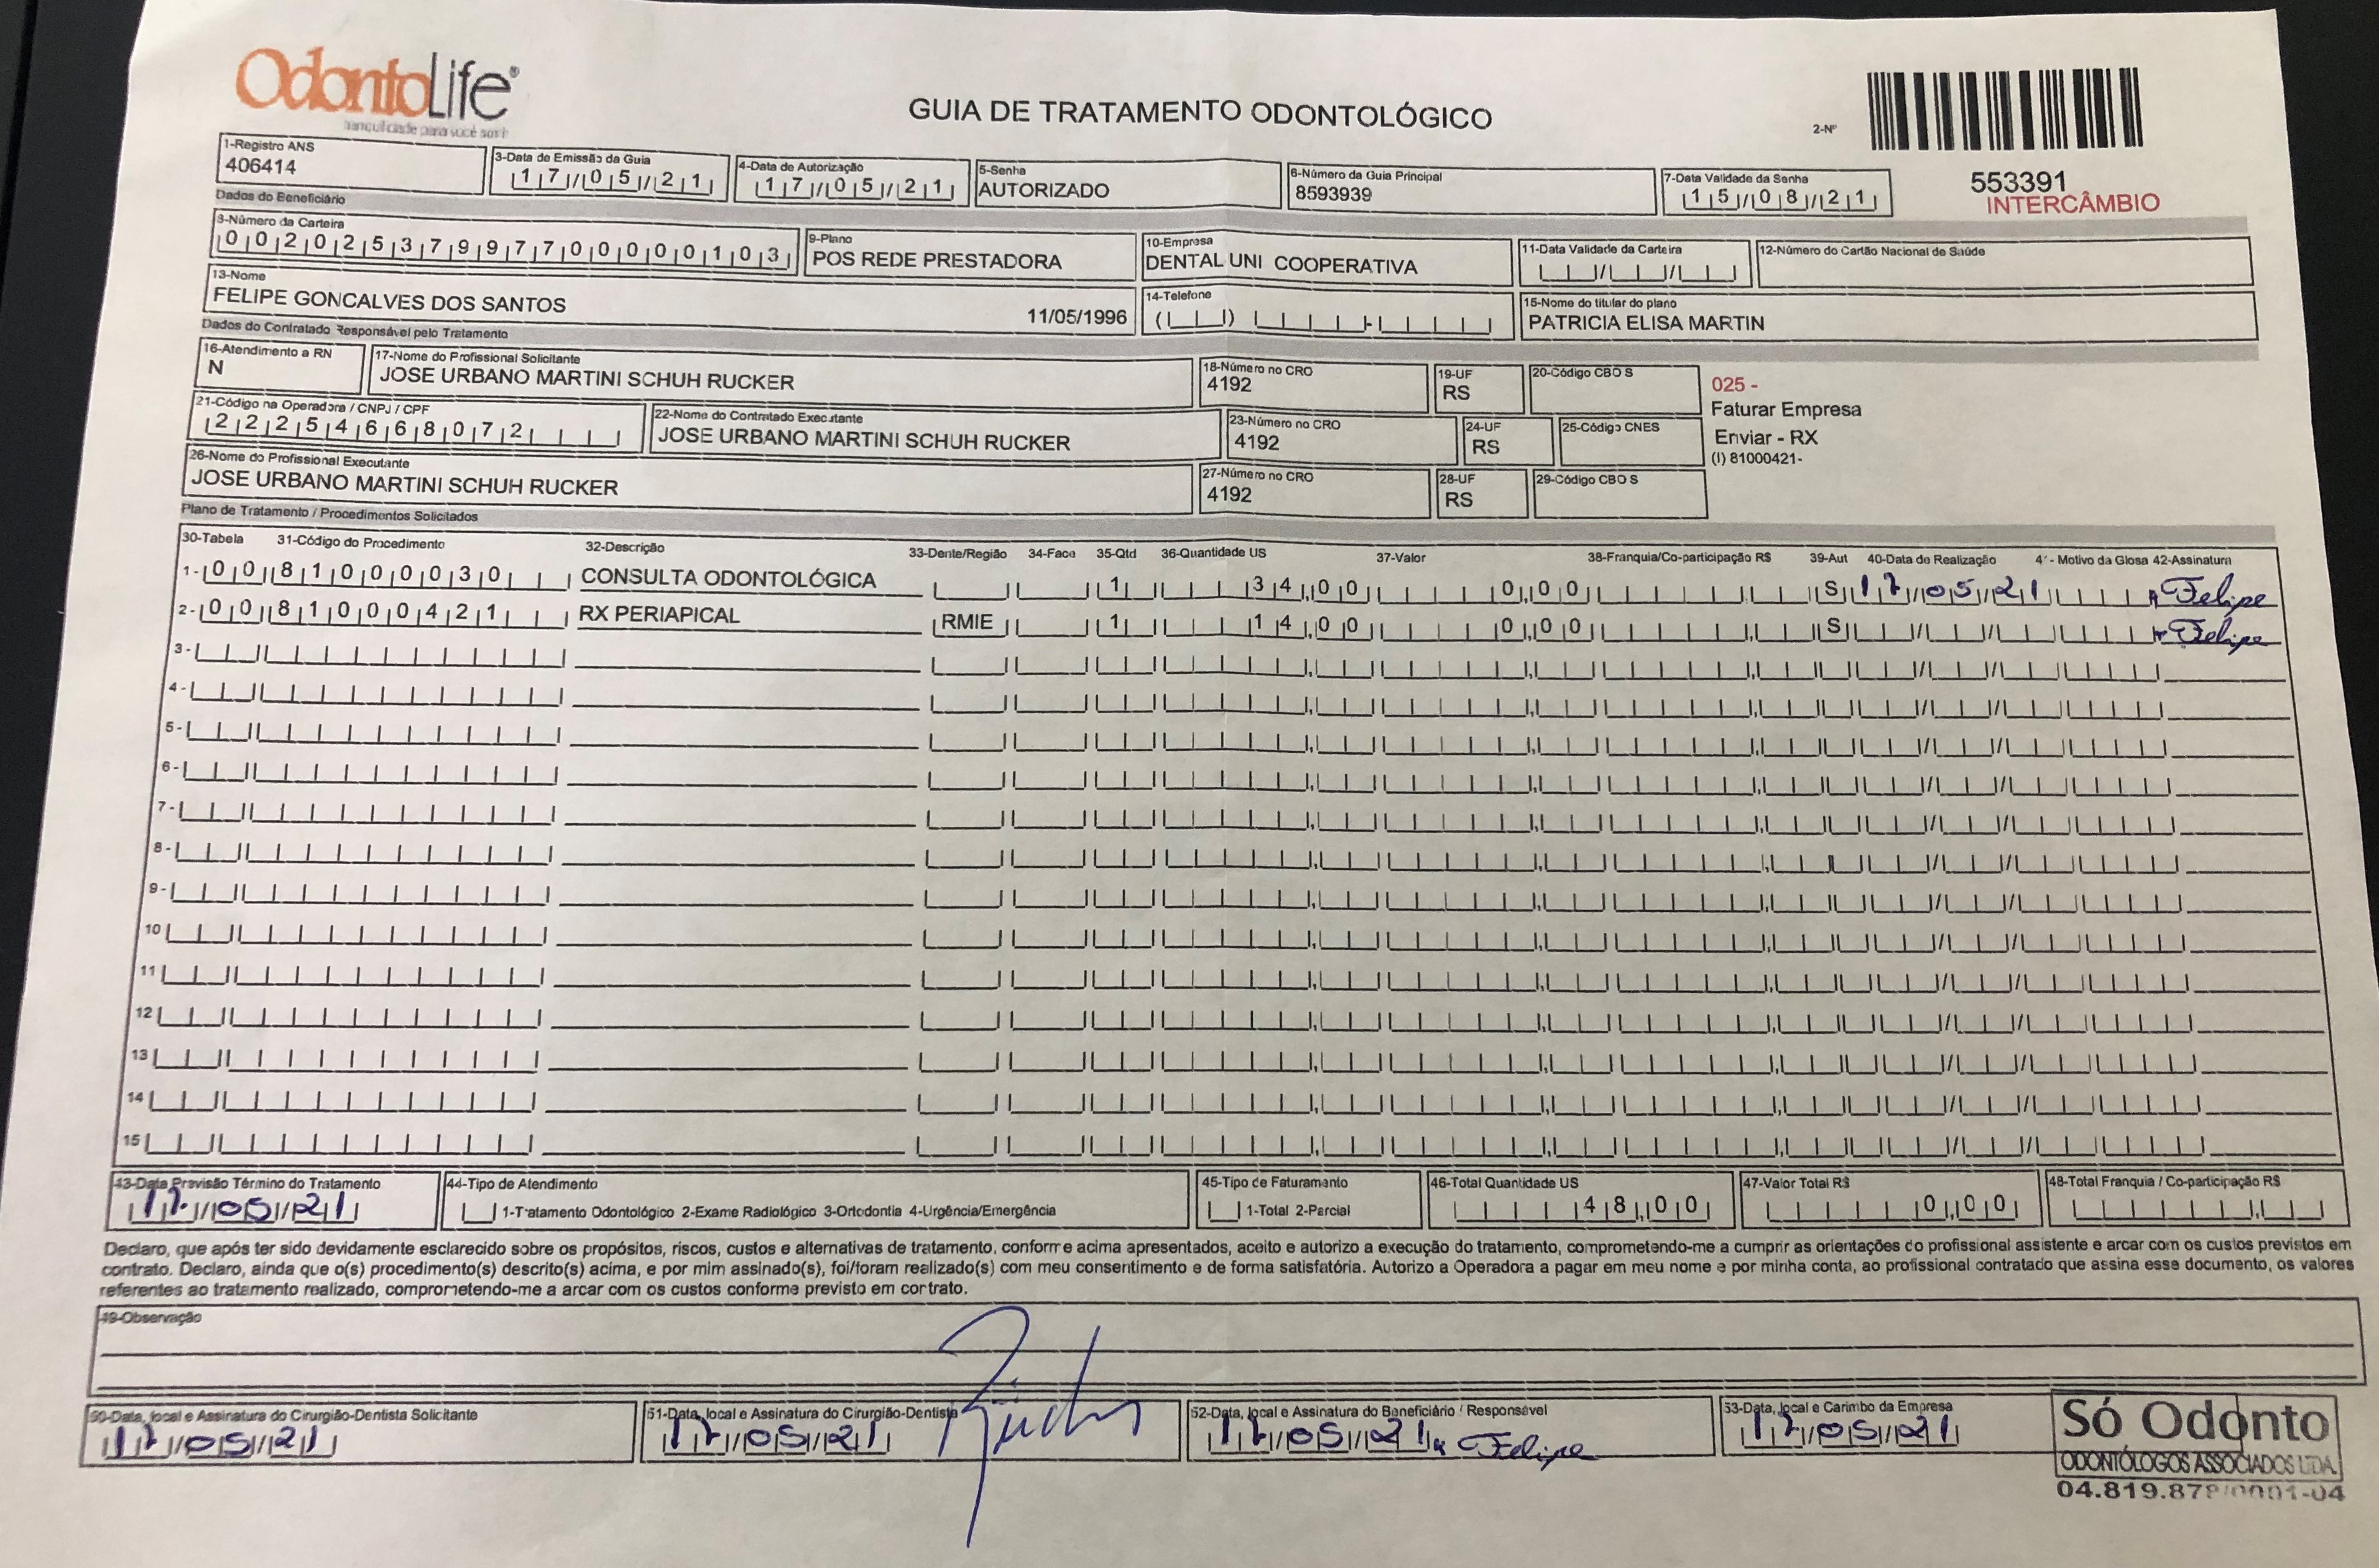 OdontoLife®
tranquilidade para você sorrir
GUIA DE TRATAMENTO ODONTOLÓGICO
2-Nº
553391
INTERCÂMBIO
1-Registro ANS
406414
3-Data de Emissão da Guia
17/05/21
4-Data de Autorização
17/05/21
5-Senha
AUTORIZADO
6-Número da Guia Principal
8593939
7-Data Validade da Senha
15/08/21
Dados do Beneficiário
8-Número da Carteira
00202537997700000103
9-Plano
POS REDE PRESTADORA
10-Empresa
DENTAL UNI COOPERATIVA
11-Data Validade da Carteira
12-Número do Cartão Nacional de Saúde
13-Nome
FELIPE GONCALVES DOS SANTOS 11/05/1996
14-Telefone
15-Nome do titular do plano
PATRICIA ELISA MARTIN
Dados do Contratado Responsável pelo Tratamento
16-Atendimento a RN
N
17-Nome do Profissional Solicitante
JOSE URBANO MARTINI SCHUH RUCKER
18-Número no CRO
4192
19-UF
RS
20-Código CBO S
025 -
Faturar Empresa
Enviar - RX
(I) 81000421-
21-Código na Operadora / CNPJ / CPF
22254668072
22-Nome do Contratado Executante
JOSE URBANO MARTINI SCHUH RUCKER
23-Número no CRO
4192
24-UF
RS
25-Código CNES
26-Nome do Profissional Executante
JOSE URBANO MARTINI SCHUH RUCKER
27-Número no CRO
4192
28-UF
RS
29-Código CBO S
Plano de Tratamento / Procedimentos Solicitados
30-Tabela 31-Código do Procedimento 32-Descrição 33-Dente/Região 34-Face 35-Qtd 36-Quantidade US 37-Valor 38-Franquia/Co-participação R$ 39-Aut 40-Data de Realização 41- Motivo da Glosa 42-Assinatura
1- 00 81000030 CONSULTA ODONTOLÓGICA 1 34,00 0,00 S 17/05/21 Felipe
2- 00 81000421 RX PERIAPICAL RMIE 1 14,00 0,00 S Felipe
3-
4-
5-
6-
7-
8-
9-
10
11
12
13
14
15
43-Data Previsão Término do Tratamento
17/05/21
44-Tipo de Atendimento
1-Tratamento Odontológico 2-Exame Radiológico 3-Ortodontia 4-Urgência/Emergência
45-Tipo de Faturamento
1-Total 2-Parcial
46-Total Quantidade US
48,00
47-Valor Total R$
0,00
48-Total Franquia / Co-participação R$
Declaro, que após ter sido devidamente esclarecido sobre os propósitos, riscos, custos e alternativas de tratamento, conforme acima apresentados, aceito e autorizo a execução do tratamento, comprometendo-me a cumprir as orientações do profissional assistente e arcar com os custos previstos em
contrato. Declaro, ainda que o(s) procedimento(s) descrito(s) acima, e por mim assinado(s), foi/foram realizado(s) com meu consentimento e de forma satisfatória. Autorizo a Operadora a pagar em meu nome e por minha conta, ao profissional contratado que assina esse documento, os valores
referentes ao tratamento realizado, comprometendo-me a arcar com os custos conforme previsto em contrato.
49-Observação
50-Data, local e Assinatura do Cirurgião-Dentista Solicitante
17/05/21
51-Data, local e Assinatura do Cirurgião-Dentista
17/05/21
52-Data, local e Assinatura do Beneficiário / Responsável
17/05/21 Felipe
53-Data, local e Carimbo da Empresa
17/05/21
Só Odonto
ODONTÓLOGOS ASSOCIADOS LTDA.
04.819.878/0001-04